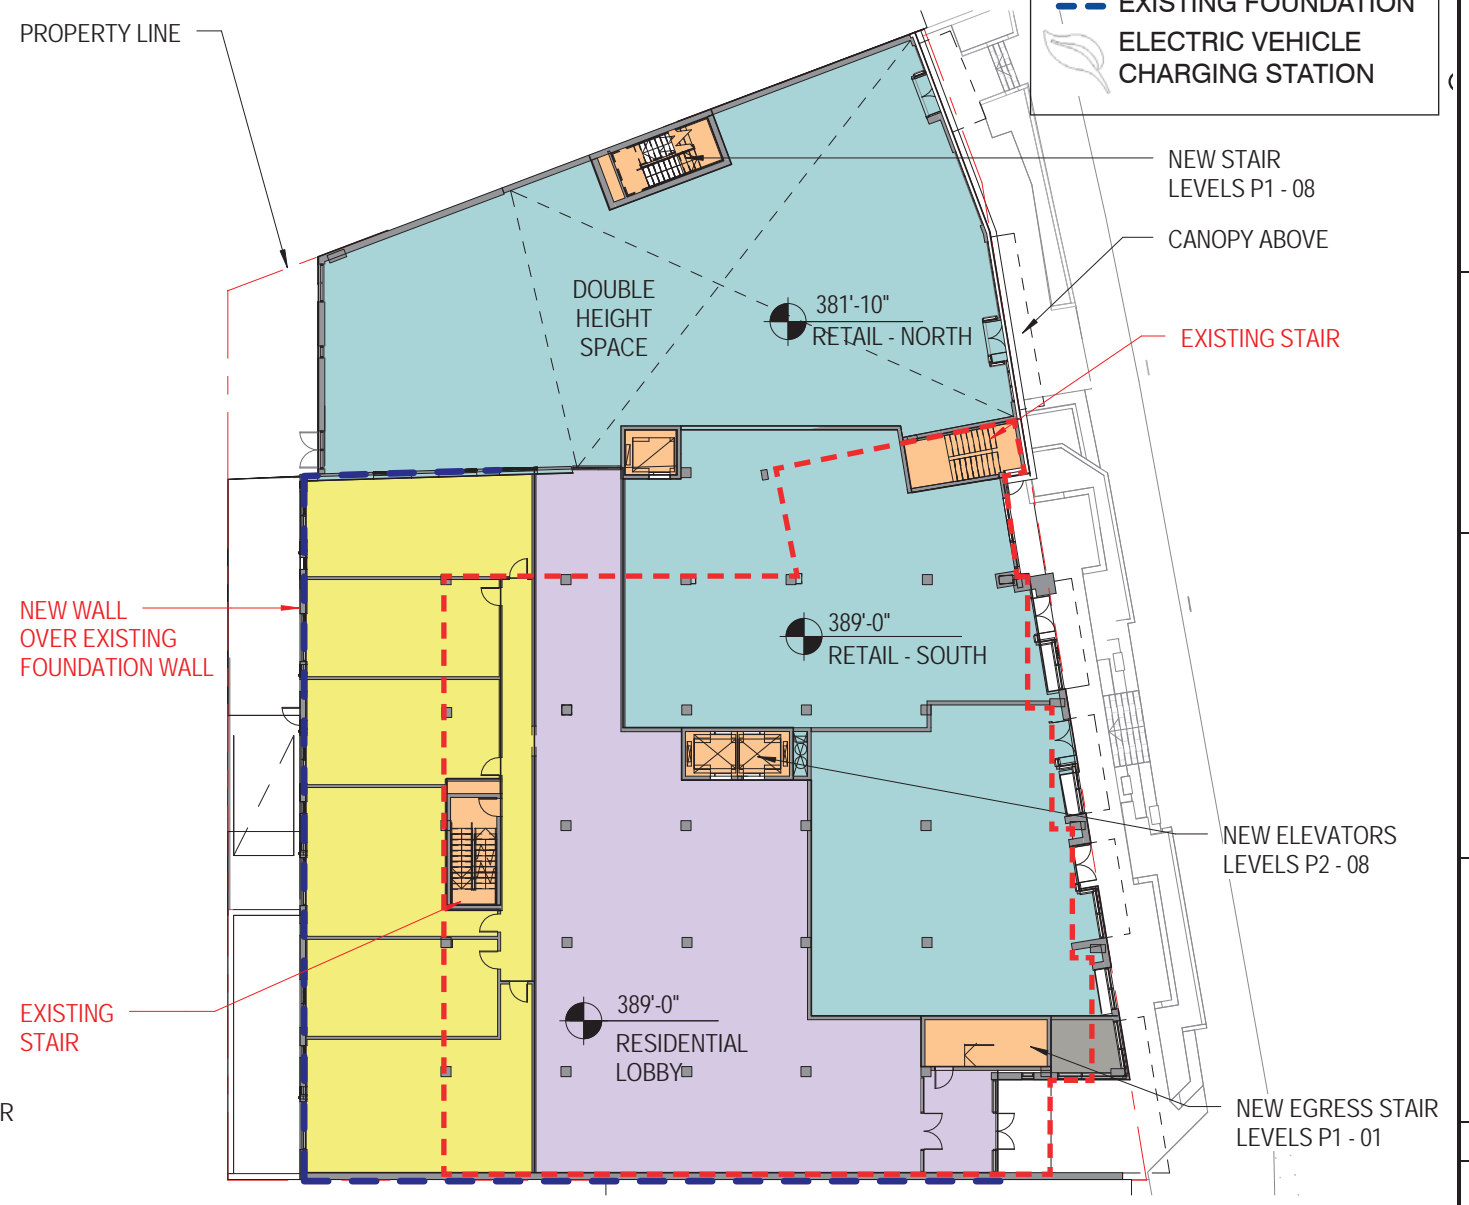 EXISTING FOUNDATION
ELECTRIC VEHICLE
CHARGING STATION
PROPERTY LINE
NEW STAIR
LEVELS P1 - 08
CANOPY ABOVE
DOUBLE
HEIGHT
SPACE
381'-10"
RETAIL - NORTH
EXISTING STAIR
NEW WALL
OVER EXISTING
FOUNDATION WALL
389'-0"
RETAIL - SOUTH
NEW ELEVATORS
LEVELS P2 - 08
EXISTING
STAIR
389'-0"
RESIDENTIAL
LOBBY
R
NEW EGRESS STAIR
LEVELS P1 - 01